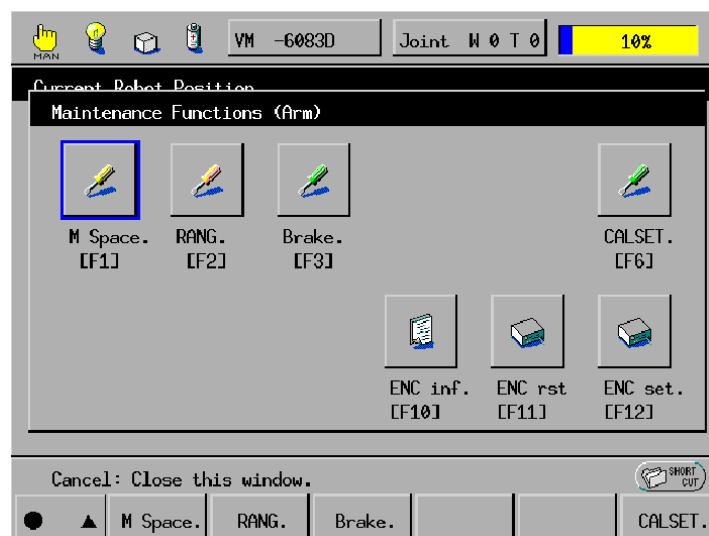 MAN
VM -6083D
Joint W 0 T 0
10%
Current Robot Position
Maintenance Functions (Arm)
M Space. RANG. Brake. CALSET.
[F1] [F2] [F3] [F6]
ENC inf. ENC rst ENC set.
[F10] [F11] [F12]
Cancel: Close this window.
SHORT
CUT
M Space. RANG. Brake. CALSET.